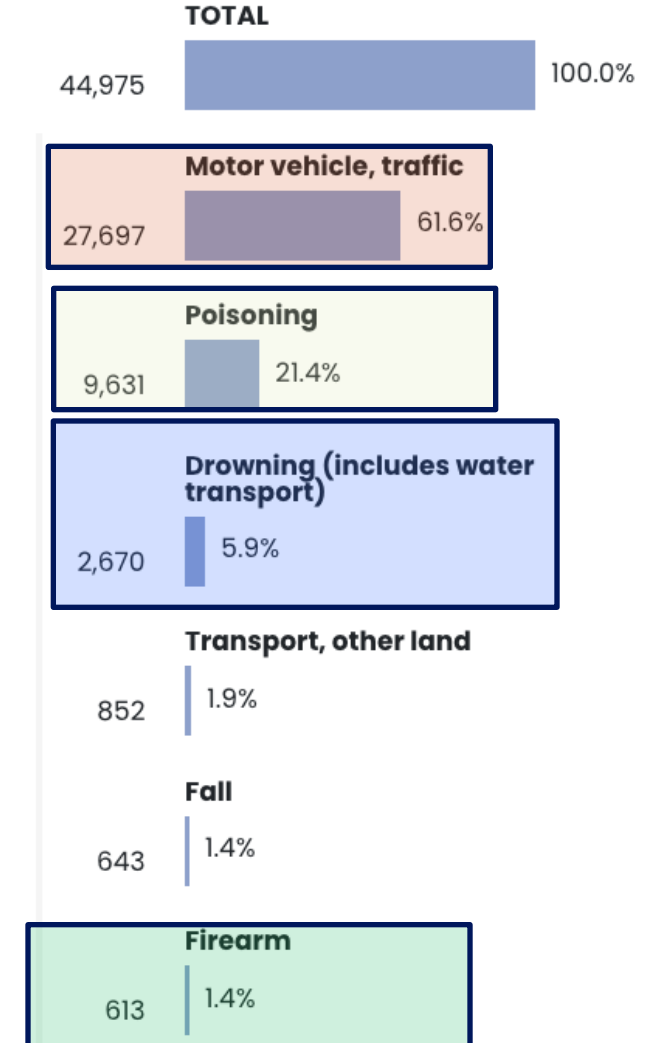 TOTAL
44,975 100.0%
Motor vehicle, traffic
27,697 61.6%
Poisoning
9,631 21.4%
Drowning (includes water
transport)
2,670 5.9%
Transport, other land
852 1.9%
Fall
643 1.4%
Firearm
613 1.4%